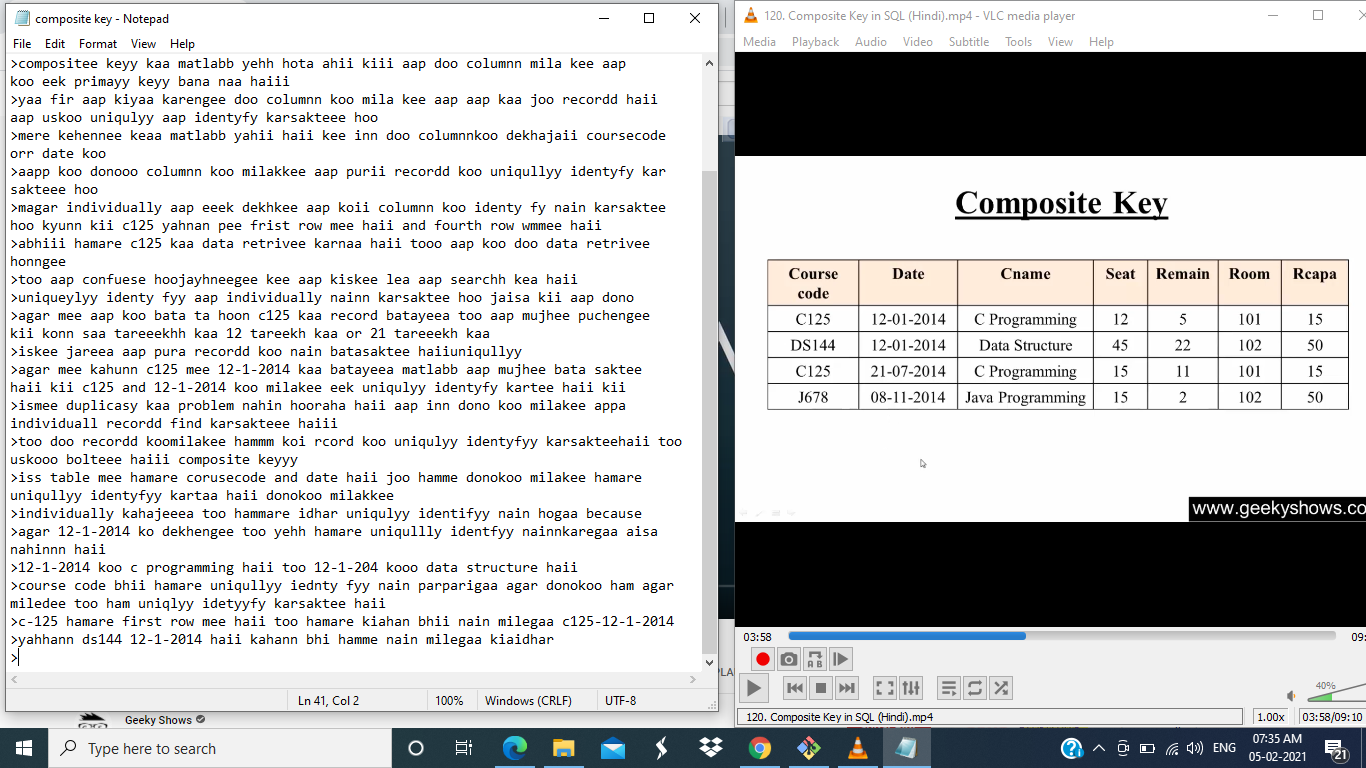 composite key - Notepad
File Edit Format View Help
>compositee keyy kaa matlabb yehh hota ahii kiii aap doo columnn mila kee aap
koo eek primayy keyy bana naa haiii
>yaa fir aap kiyaa karengee doo columnn koo mila kee aap aap kaa joo recordd haii
aap uskoo uniqulyy aap identyfy karsakteee hoo
>mere kehennee keaa matlabb yahii haii kee inn doo columnnkoo dekhajaii coursecode
orr date koo
>aapp koo donooo columnn koo milakkee aap purii recordd koo uniqullyy identyfy kar
sakteee hoo
>magar individually aap eeek dekhkee aap koii columnn koo identy fy nain karsaktee
hoo kyunn kii c125 yahnan pee frist row mee haii and fourth row wmmee haii
>abhiii hamare c125 kaa data retrivee karnaa haii tooo aap koo doo data retrivee
honngee
>too aap confuese hoojayhneegee kee aap kiskee lea aap searchh kea haii
>uniqueylyy identy fyy aap individually nainn karsaktee hoo jaisa kii aap dono
>agar mee aap koo bata ta hoon c125 kaa record batayeea too aap mujhee puchengee
kii konn saa tareeekhh kaa 12 tareekh kaa or 21 tareeekh kaa
>iskee jareea aap pura recordd koo nain batasaktee haiiuniqullyy
>agar mee kahunn c125 mee 12-1-2014 kaa batayeea matlabb aap mujhee bata saktee
haii kii c125 and 12-1-2014 koo milakee eek uniqulyy identyfy kartee haii kii
>ismee duplicasy kaa problem nahin hooraha haii aap inn dono koo milakee appa
individuall recordd find karsakteee haiii
>too doo recordd koomilakee hammm koi rcord koo uniqulyy identyfyy karsakteehaii too
uskooo bolteee haiii composite keyyy
>iss table mee hamare corusecode and date haii joo hamme donokoo milakee hamare
uniqullyy identyfyy kartaa haii donokoo milakkee
>individually kahajeeea too hammare idhar uniqulyy identifyy nain hogaa because
>agar 12-1-2014 ko dekhengee too yehh hamare uniqullly identfyy nainnkaregaa aisa
nahinnn haii
>12-1-2014 koo c programming haii too 12-1-204 kooo data structure haii
>course code bhii hamare uniqullyy iednty fyy nain parparigaa agar donokoo ham agar
miledee too ham uniqlyy idetyyfy karsaktee haii
>c-125 hamare first row mee haii too hamare kiahan bhii nain milegaa c125-12-1-2014
>yahhann ds144 12-1-2014 haii kahann bhi hamme nain milegaa kiaidhar
>
Ln 41, Col 2 100% Windows (CRLF) UTF-8
Geeky Shows
120. Composite Key in SQL (Hindi).mp4 - VLC media player
Media Playback Audio Video Subtitle Tools View Help
Composite Key
Course code Date Cname Seat Remain Room Rcapa
C125 12-01-2014 C Programming 12 5 101 15
DS144 12-01-2014 Data Structure 45 22 102 50
C125 21-07-2014 C Programming 15 11 101 15
J678 08-11-2014 Java Programming 15 2 102 50
www.geekyshows.co
03:58 09:
40%
120. Composite Key in SQL (Hindi).mp4 1.00x 03:58/09:10
Type here to search
ENG 07:35 AM
05-02-2021
21